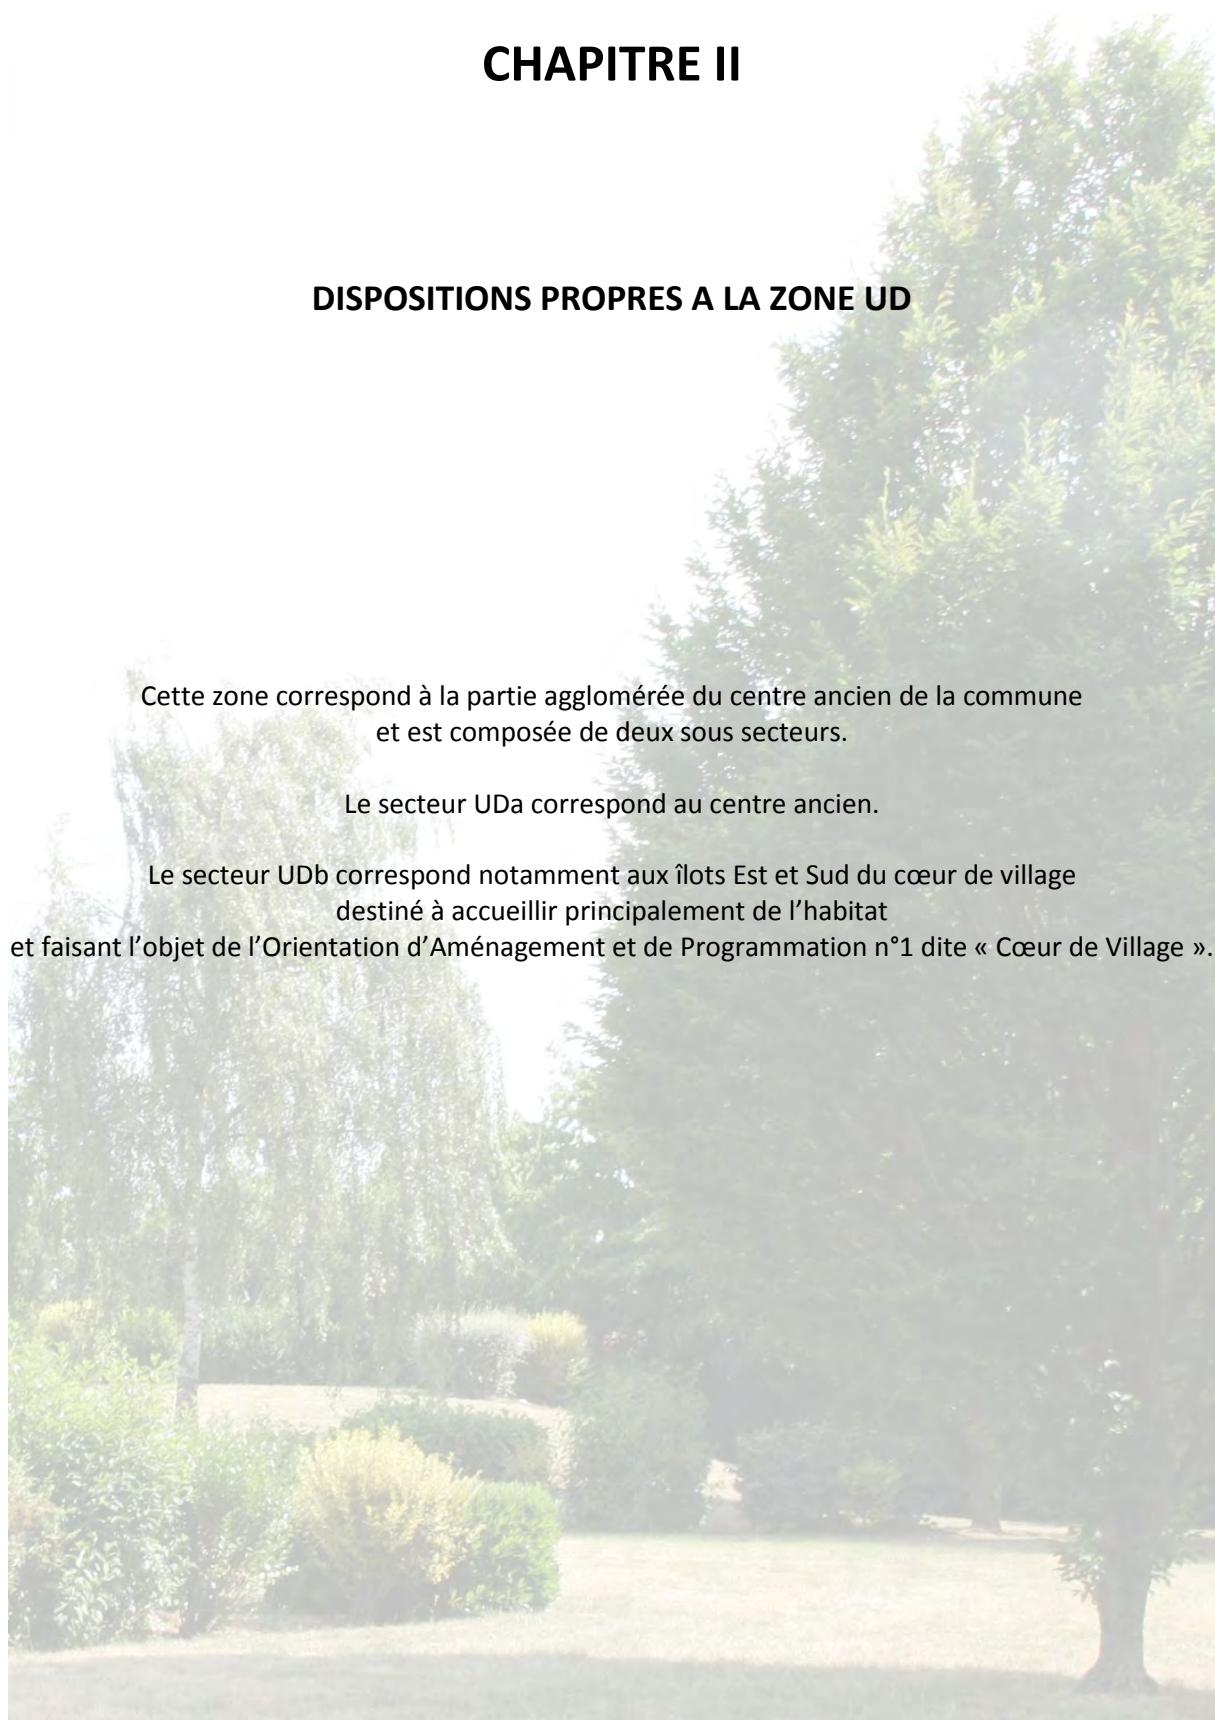 CHAPITRE II
DISPOSITIONS PROPRES A LA ZONE UD
Cette zone correspond à la partie agglomérée du centre ancien de la commune
et est composée de deux sous secteurs.
Le secteur UDa correspond au centre ancien.
Le secteur UDb correspond notamment aux îlots Est et Sud du cœur de village
destiné à accueillir principalement de l’habitat
et faisant l’objet de l’Orientation d’Aménagement et de Programmation n°1 dite « Cœur de Village ».